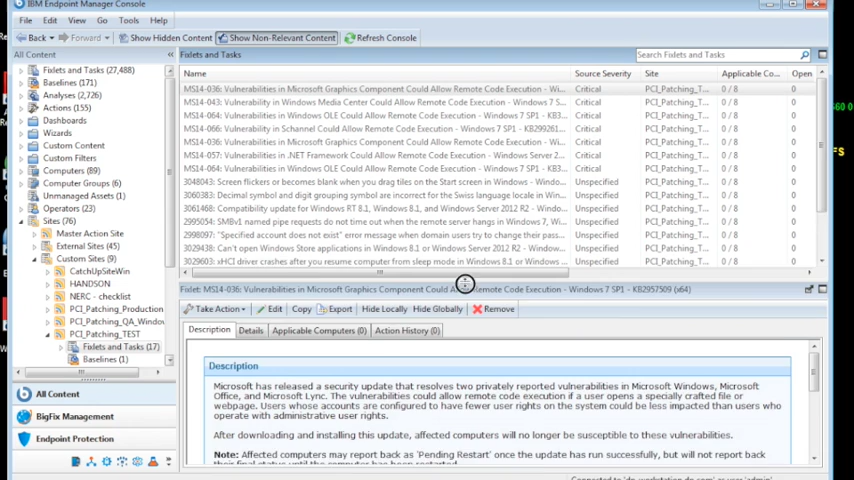 IBM Endpoint Manager Console
File Edit View Go Tools Help
Back Forward Show Hidden Content Show Non-Relevant Content Refresh Console
All Content
Fixlets and Tasks (27,488)
Baselines (171)
Analyses (2,726)
Actions (155)
Dashboards
Wizards
Custom Content
Custom Filters
Computers (89)
Computer Groups (6)
Unmanaged Assets (1)
Operators (23)
Sites (76)
Master Action Site
External Sites (45)
Custom Sites (9)
CatchUpSiteWin
HANDSON
NERC - checklist
PCI_Patching_Production
PCI_Patching_QA_Window
PCI_Patching_TEST
Fixlets and Tasks (17)
Baselines (1)
All Content
BigFix Management
Endpoint Protection
Fixlets and Tasks
Search Fixlets and Tasks
Name Source Severity Site Applicable Co... Open
MS14-036: Vulnerabilities in Microsoft Graphics Component Could Allow Remote Code Execution - Wi... Critical PCI_Patching_T... 0 / 8 0
MS14-043: Vulnerability in Windows Media Center Could Allow Remote Code Execution - Windows 7 S... Critical PCI_Patching_T... 0 / 8 0
MS14-064: Vulnerabilities in Windows OLE Could Allow Remote Code Execution - Windows 7 SP1 - KB3... Critical PCI_Patching_T... 0 / 8 0
MS14-066: Vulnerability in Schannel Could Allow Remote Code Execution - Windows 7 SP1 - KB299261... Critical PCI_Patching_T... 0 / 8 0
MS14-036: Vulnerabilities in Microsoft Graphics Component Could Allow Remote Code Execution - Wi... Critical PCI_Patching_T... 0 / 8 0
MS14-057: Vulnerabilities in .NET Framework Could Allow Remote Code Execution - Windows Server 2... Critical PCI_Patching_T... 0 / 8 0
MS14-064: Vulnerabilities in Windows OLE Could Allow Remote Code Execution - Windows 7 SP1 - KB3... Critical PCI_Patching_T... 0 / 8 0
3048043: Screen flickers or becomes blank when you drag tiles on the Start screen in Windows - Windo... Unspecified PCI_Patching_T... 0 / 8 0
3060383: Decimal symbol and digit grouping symbol are incorrect for the Swiss language locale in Win... Unspecified PCI_Patching_T... 0 / 8 0
3061468: Compatibility update for Windows RT 8.1, Windows 8.1, and Windows Server 2012 R2 - Windo... Unspecified PCI_Patching_T... 0 / 8 0
2995054: SMBv1 named pipe requests do not time out when the remote server hangs in Windows 7, W... Unspecified PCI_Patching_T... 0 / 8 0
2998097: "Specified account does not exist" error message when domain users try to change their pass... Unspecified PCI_Patching_T... 0 / 8 0
3029438: Can't open Windows Store applications in Windows 8.1 or Windows Server 2012 R2 - Window... Unspecified PCI_Patching_T... 0 / 8 0
3029603: xHCI driver crashes after you resume computer from sleep mode in Windows 8.1 or Windows ... Unspecified PCI_Patching_T... 0 / 8 0
Fixlet: MS14-036: Vulnerabilities in Microsoft Graphics Component Could Allow Remote Code Execution - Windows 7 SP1 - KB2957509 (x64)
Take Action Edit Copy Export Hide Locally Hide Globally Remove
Description Details Applicable Computers (0) Action History (0)
Description
Microsoft has released a security update that resolves two privately reported vulnerabilities in Microsoft Windows, Microsoft
Office, and Microsoft Lync. The vulnerabilities could allow remote code execution if a user opens a specially crafted file or
webpage. Users whose accounts are configured to have fewer user rights on the system could be less impacted than users who
operate with administrative user rights.
After downloading and installing this update, affected computers will no longer be susceptible to these vulnerabilities.
Note: Affected computers may report back as 'Pending Restart' once the update has run successfully, but will not report back
their final status until the computer has been restarted.